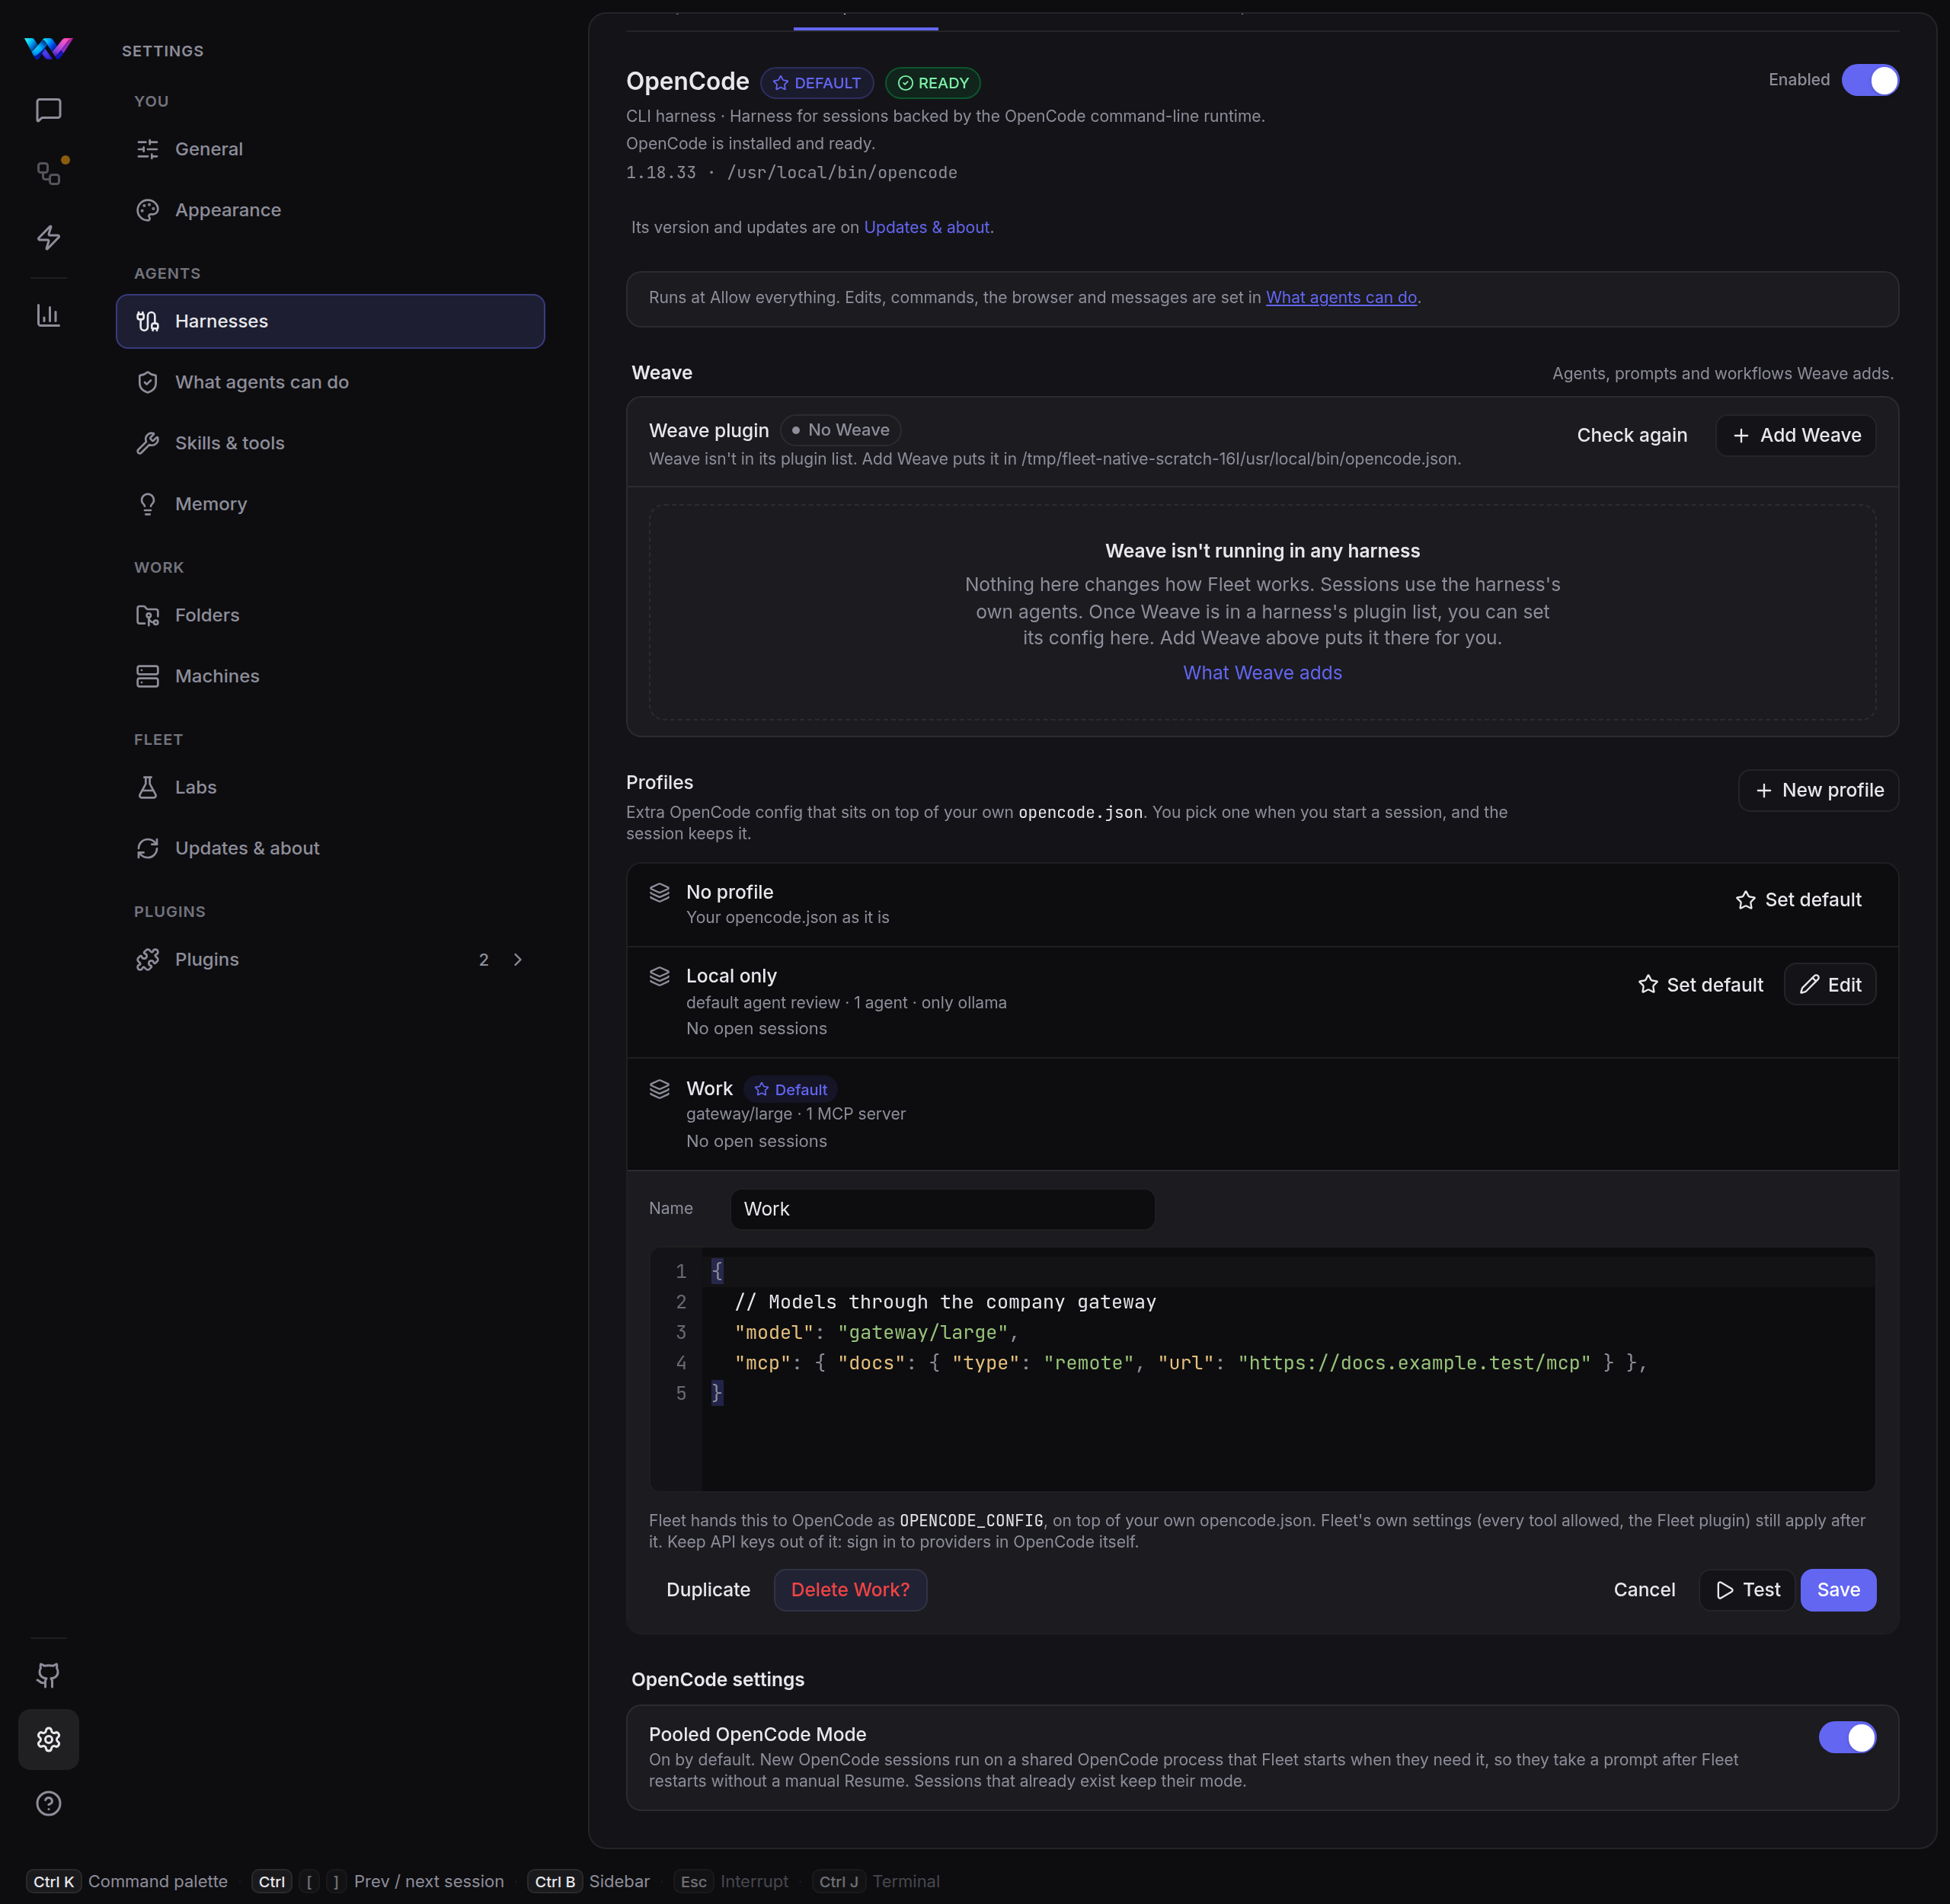 SETTINGS
YOU
General
Appearance
AGENTS
Harnesses
What agents can do
Skills & tools
Memory
WORK
Folders
Machines
FLEET
Labs
Updates & about
PLUGINS
Plugins 2
OpenCode DEFAULT READY
Enabled
CLI harness · Harness for sessions backed by the OpenCode command-line runtime.
OpenCode is installed and ready.
1.18.33 · /usr/local/bin/opencode
Its version and updates are on Updates & about.
Runs at Allow everything. Edits, commands, the browser and messages are set in What agents can do.
Weave
Agents, prompts and workflows Weave adds.
Weave plugin No Weave
Check again
Add Weave
Weave isn't in its plugin list. Add Weave puts it in /tmp/fleet-native-scratch-16l/usr/local/bin/opencode.json.
Weave isn't running in any harness
Nothing here changes how Fleet works. Sessions use the harness's
own agents. Once Weave is in a harness's plugin list, you can set
its config here. Add Weave above puts it there for you.
What Weave adds
Profiles
New profile
Extra OpenCode config that sits on top of your own opencode.json. You pick one when you start a session, and the
session keeps it.
No profile
Your opencode.json as it is
Set default
Local only
default agent review · 1 agent · only ollama
No open sessions
Set default
Edit
Work Default
gateway/large · 1 MCP server
No open sessions
Name
Work
1 {
2 // Models through the company gateway
3 "model": "gateway/large",
4 "mcp": { "docs": { "type": "remote", "url": "https://docs.example.test/mcp" } },
5 }
Fleet hands this to OpenCode as OPENCODE_CONFIG, on top of your own opencode.json. Fleet's own settings (every tool allowed, the Fleet plugin) still apply after
it. Keep API keys out of it: sign in to providers in OpenCode itself.
Duplicate
Delete Work?
Cancel
Test
Save
OpenCode settings
Pooled OpenCode Mode
On by default. New OpenCode sessions run on a shared OpenCode process that Fleet starts when they need it, so they take a prompt after Fleet
restarts without a manual Resume. Sessions that already exist keep their mode.
Ctrl K Command palette · Ctrl [ ] Prev / next session · Ctrl B Sidebar · Esc Interrupt · Ctrl J Terminal